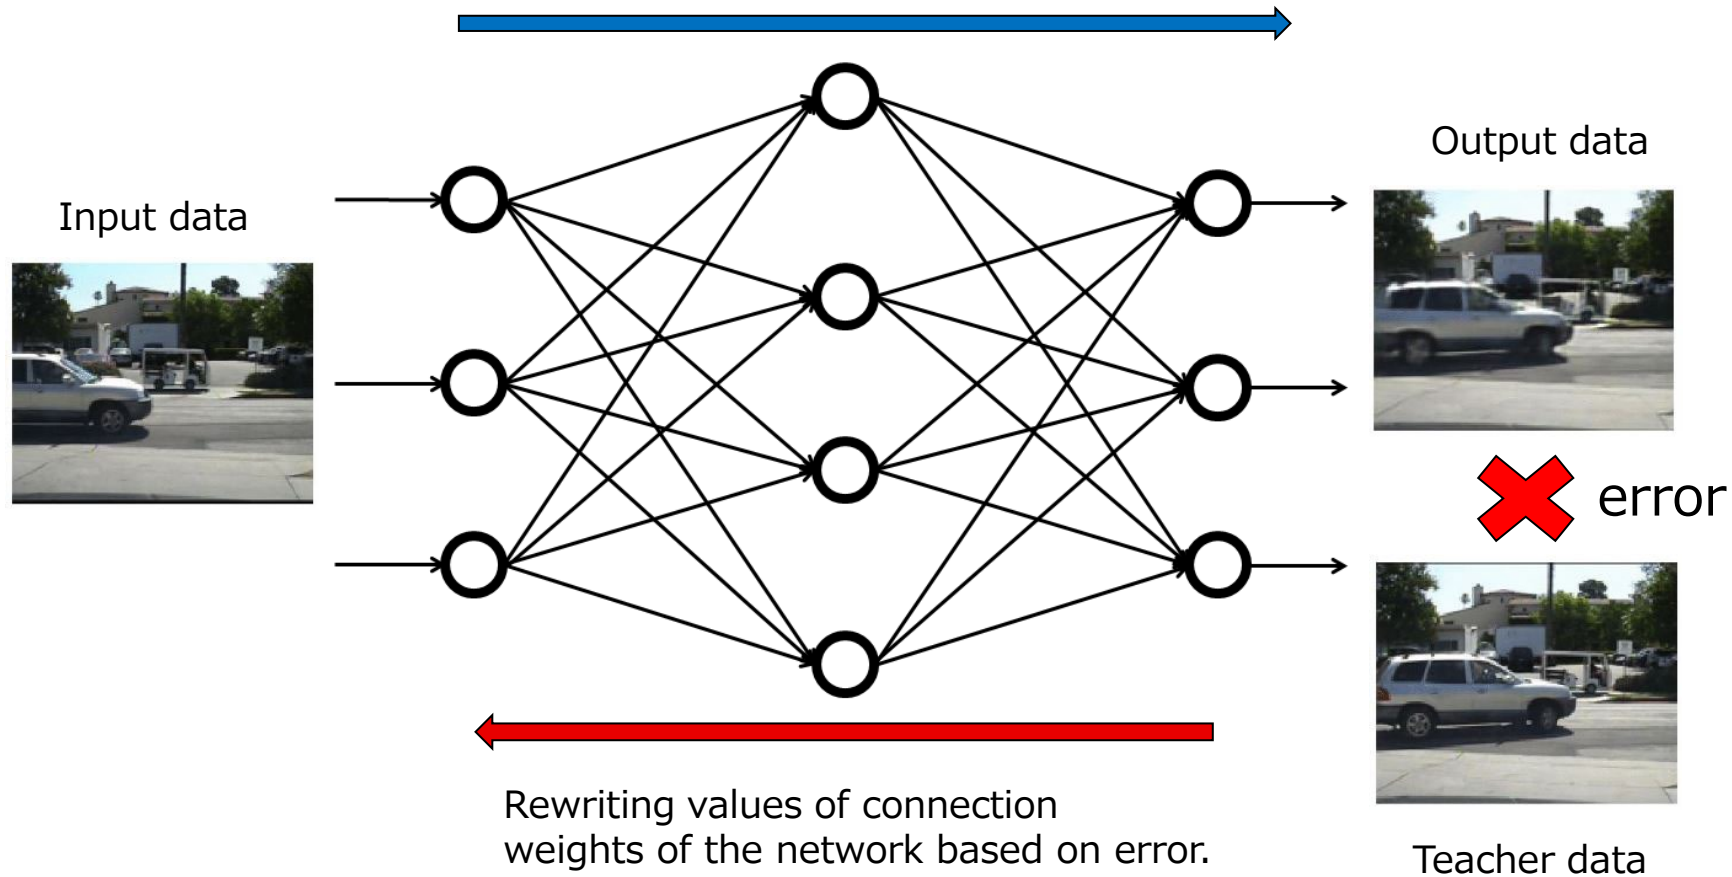 Output data
Input data
error
Rewriting values of connection
weights of the network based on error.
Teacher data